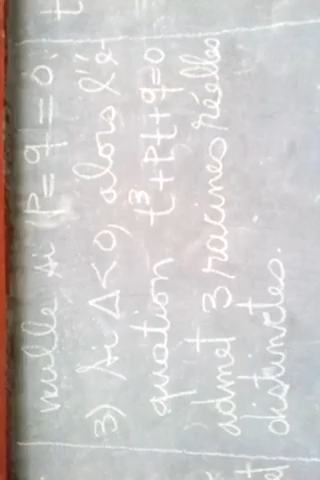 nulle si p=q=0.
3) Si Δ<0, alors l'é-
quation t³+pt+q=0
admet 3 racines réelles
distinctes.